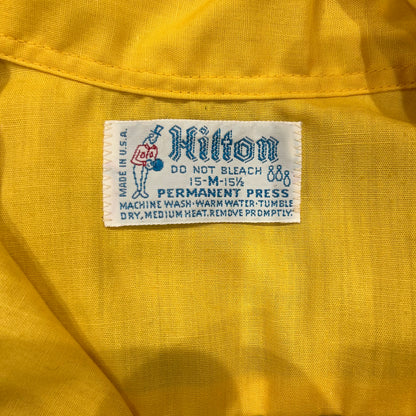 MADE IN U.S.A.
Hilton
DO NOT BLEACH
15-M-15½
PERMANENT PRESS
MACHINE WASH·WARM WATER·TUMBLE
DRY, MEDIUM HEAT. REMOVE PROMPTLY.